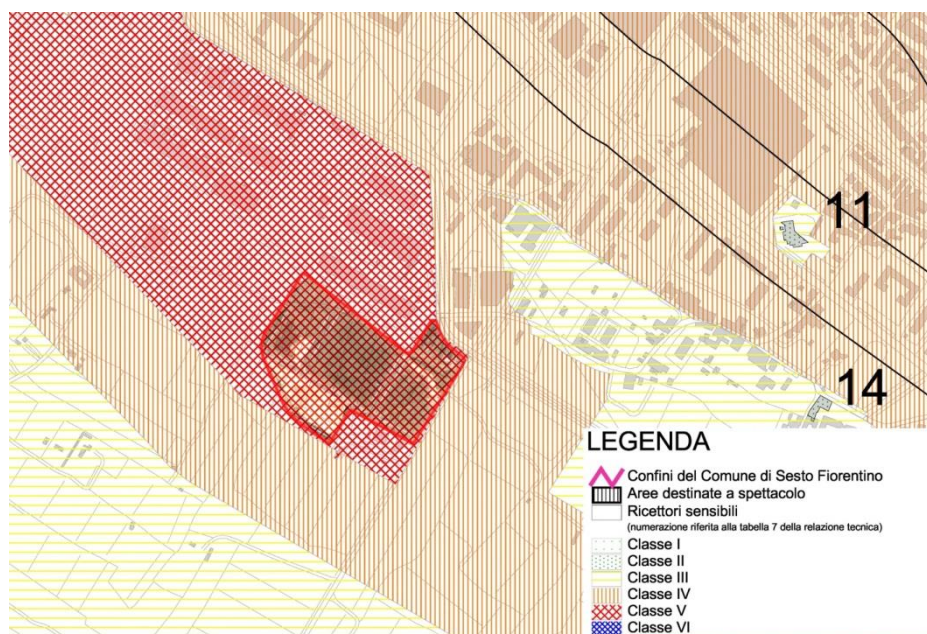 11
14
LEGENDA
Confini del Comune di Sesto Fiorentino
Aree destinate a spettacolo
Ricettori sensibili
(numerazione riferita alla tabella 7 della relazione tecnica)
Classe I
Classe II
Classe III
Classe IV
Classe V
Classe VI